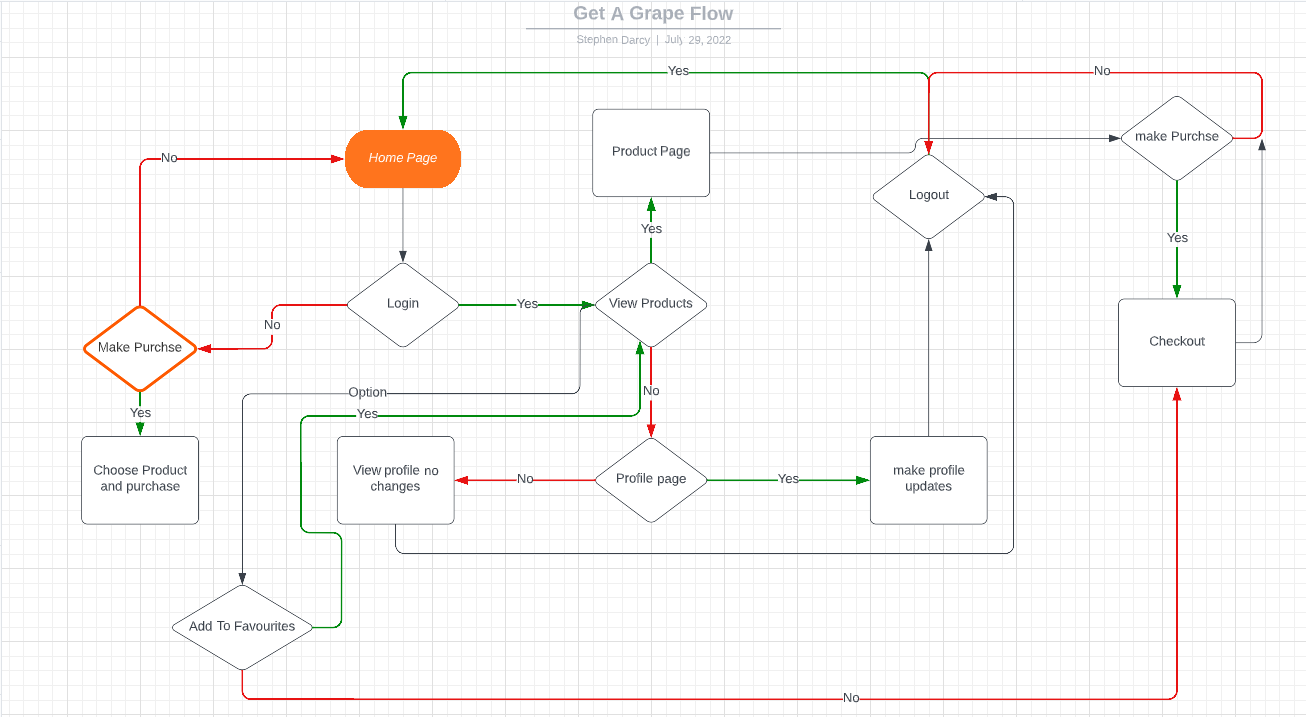 Get A Grape Flow
Stephen Darcy | July 29, 2022
Yes
No
Home Page
No
Product Page
make Purchse
Logout
Yes
Yes
Login
Yes
View Products
No
Make Purchse
Checkout
Option
No
Yes
Yes
Choose Product
and purchase
View profile no
changes
No
Profile page
Yes
make profile
updates
Add To Favourites
No